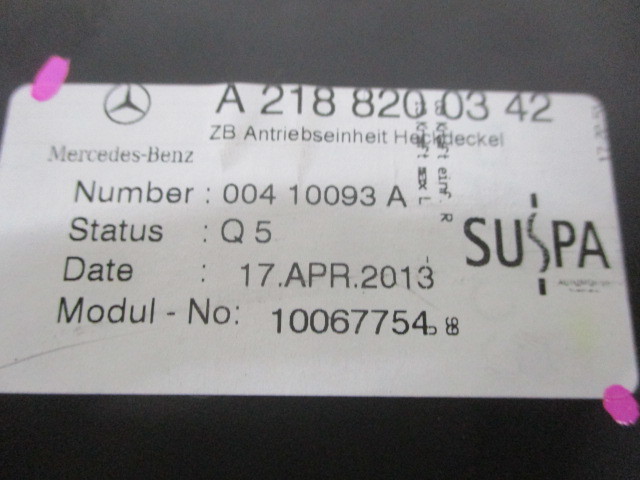 A 218 820 03 42
ZB Antriebseinheit Heckdeckel
Mercedes-Benz
Number : 004 10093 A
Status : Q 5
Date : 17.APR.2013
Modul - No: 10067754
SUSPA